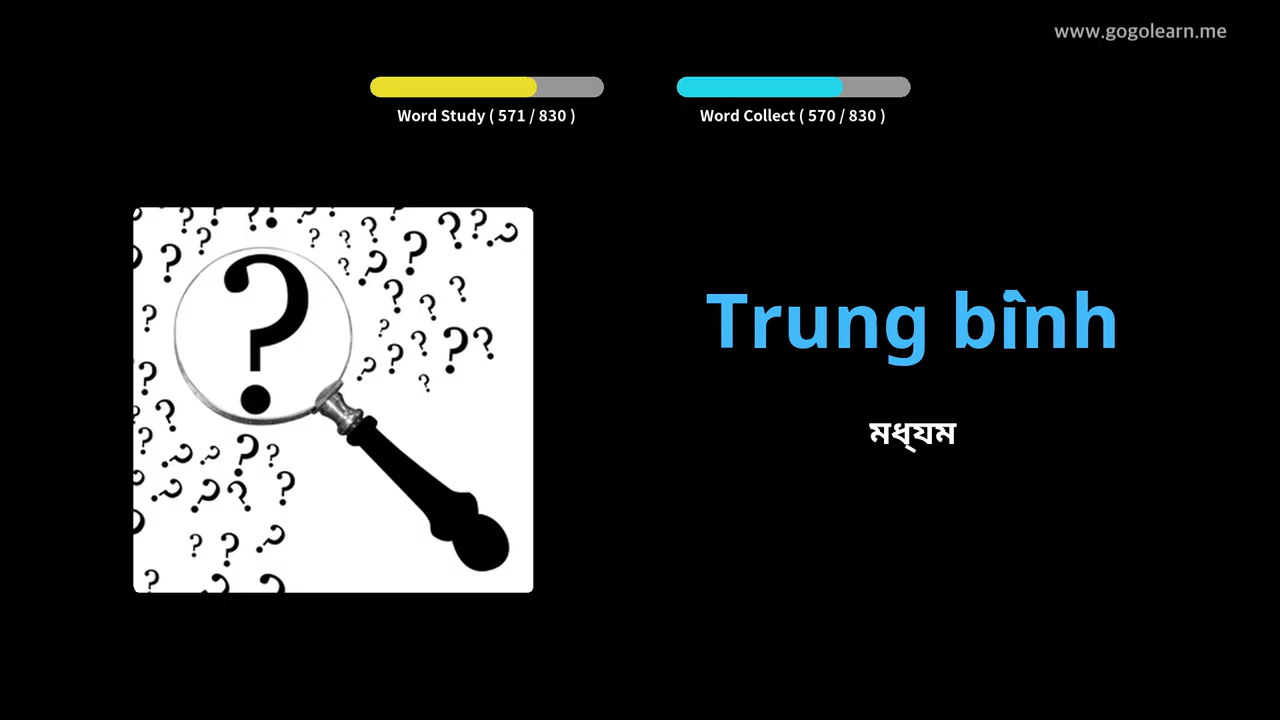 www.gogolearn.me
Word Study ( 571 / 830 )
Word Collect ( 570 / 830 )
Trung bình
মধ্যম